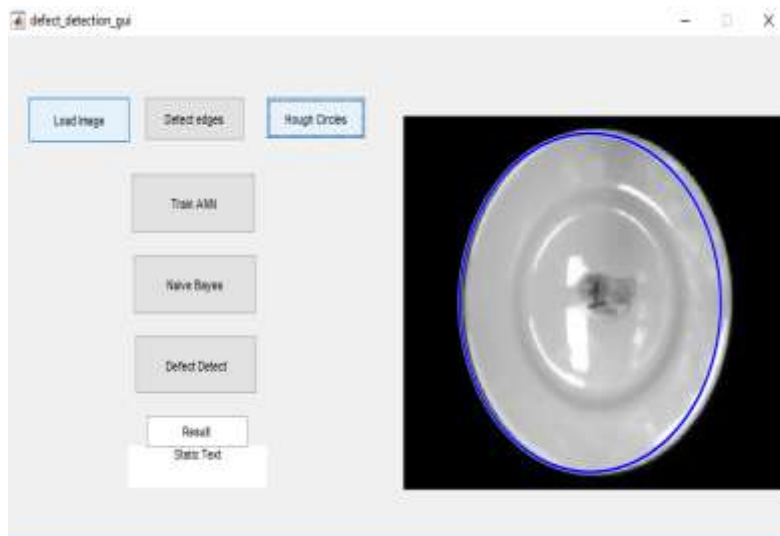 defect_detection_gui
Load Image
Detect edges
Hough Circles
Train ANN
Naive Bayes
Defect Detect
Result
Static Text